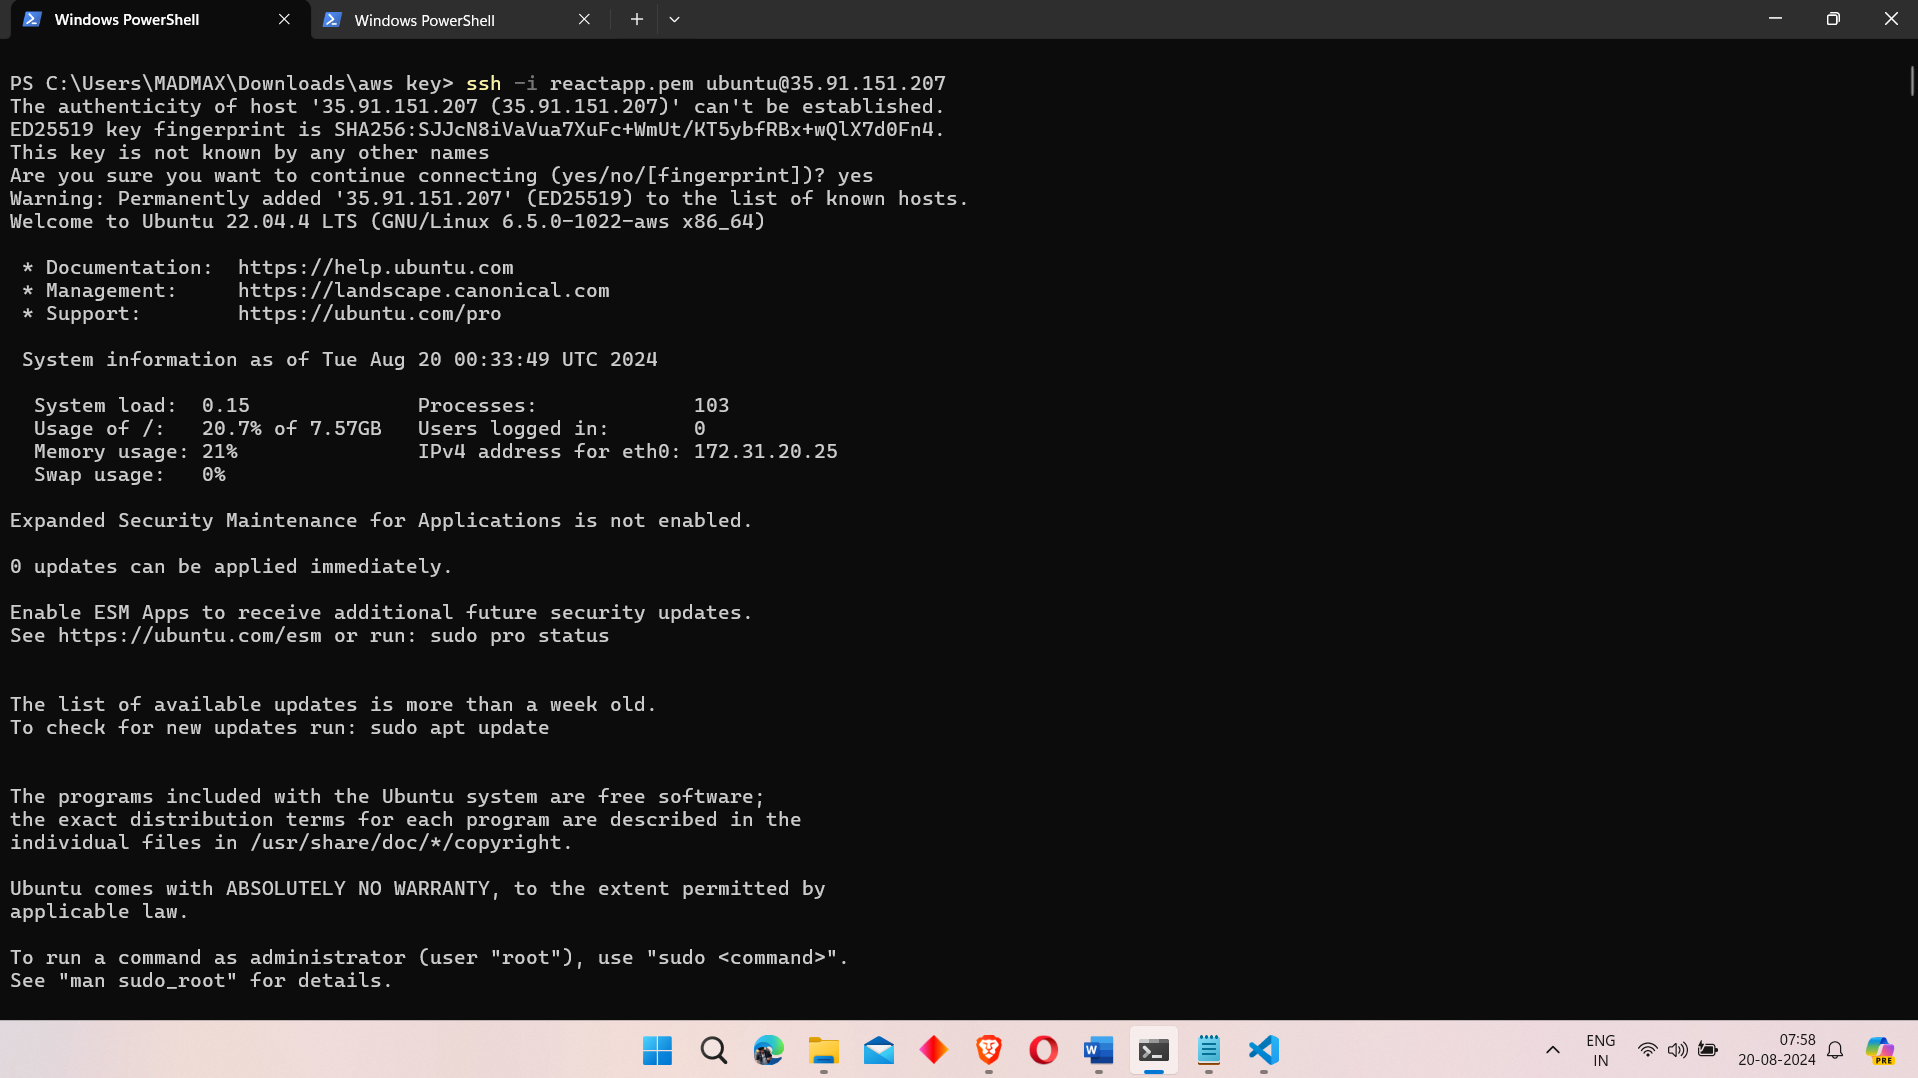 Windows PowerShell
Windows PowerShell
PS C:\Users\MADMAX\Downloads\aws key> ssh -i reactapp.pem ubuntu@35.91.151.207
The authenticity of host '35.91.151.207 (35.91.151.207)' can't be established.
ED25519 key fingerprint is SHA256:SJJcN8iVaVua7XuFc+WmUt/KT5ybfRBx+wQlX7d0Fn4.
This key is not known by any other names
Are you sure you want to continue connecting (yes/no/[fingerprint])? yes
Warning: Permanently added '35.91.151.207' (ED25519) to the list of known hosts.
Welcome to Ubuntu 22.04.4 LTS (GNU/Linux 6.5.0-1022-aws x86_64)
* Documentation:  https://help.ubuntu.com
* Management:     https://landscape.canonical.com
* Support:        https://ubuntu.com/pro
System information as of Tue Aug 20 00:33:49 UTC 2024
System load:  0.15              Processes:             103
Usage of /:   20.7% of 7.57GB   Users logged in:       0
Memory usage: 21%               IPv4 address for eth0: 172.31.20.25
Swap usage:   0%
Expanded Security Maintenance for Applications is not enabled.
0 updates can be applied immediately.
Enable ESM Apps to receive additional future security updates.
See https://ubuntu.com/esm or run: sudo pro status
The list of available updates is more than a week old.
To check for new updates run: sudo apt update
The programs included with the Ubuntu system are free software;
the exact distribution terms for each program are described in the
individual files in /usr/share/doc/*/copyright.
Ubuntu comes with ABSOLUTELY NO WARRANTY, to the extent permitted by
applicable law.
To run a command as administrator (user "root"), use "sudo <command>".
See "man sudo_root" for details.
ENG
IN
07:58
20-08-2024
W
PRE